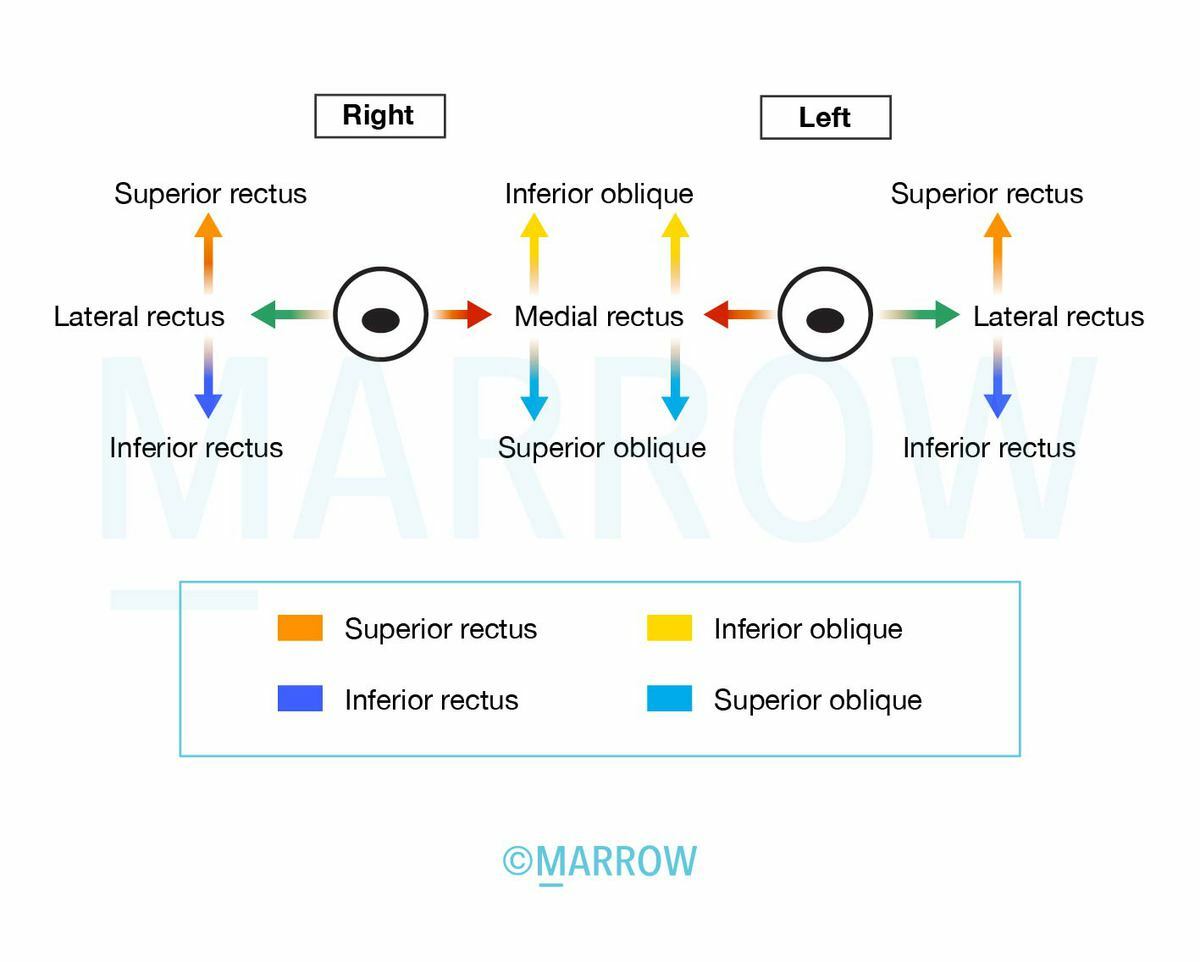 Right
Left
Superior rectus
Inferior oblique
Superior rectus
Lateral rectus
Medial rectus
Lateral rectus
Inferior rectus
Superior oblique
Inferior rectus
MARROW
Superior rectus
Inferior oblique
Inferior rectus
Superior oblique
©MARROW